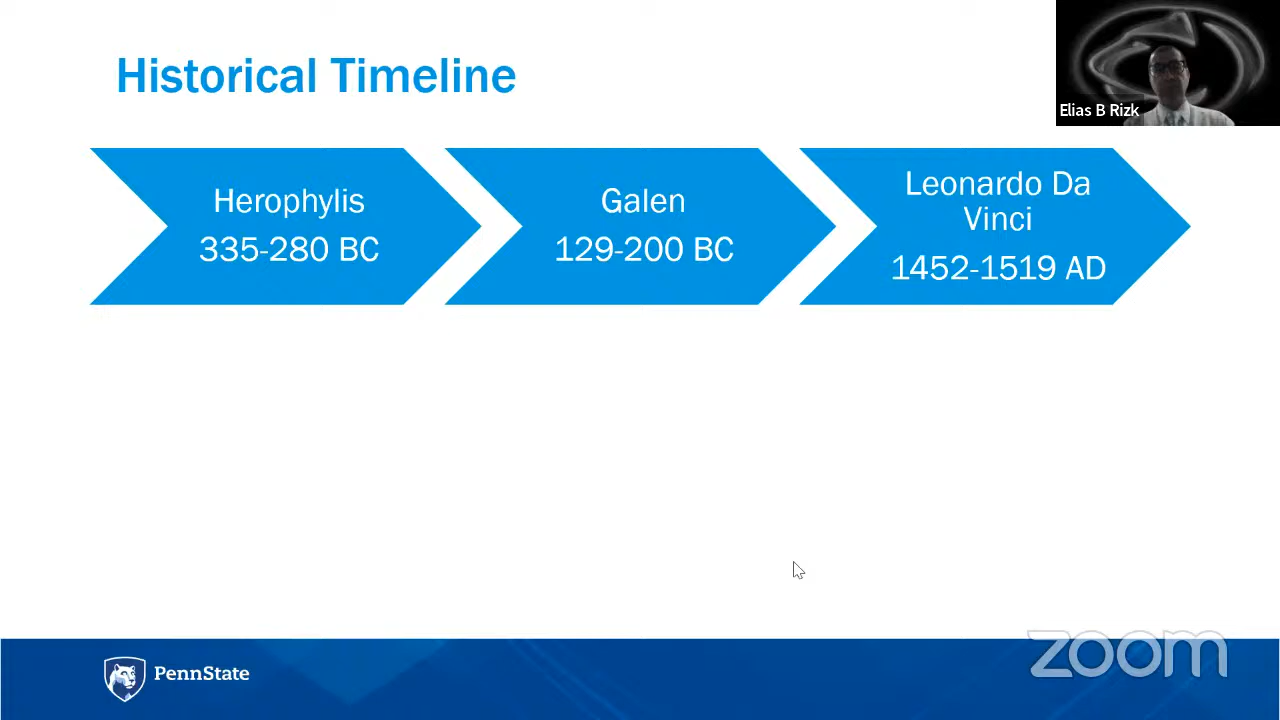 Historical Timeline
Elias B Rizk
Herophylis
335-280 BC
Galen
129-200 BC
Leonardo Da
Vinci
1452-1519 AD
PennState
zoom